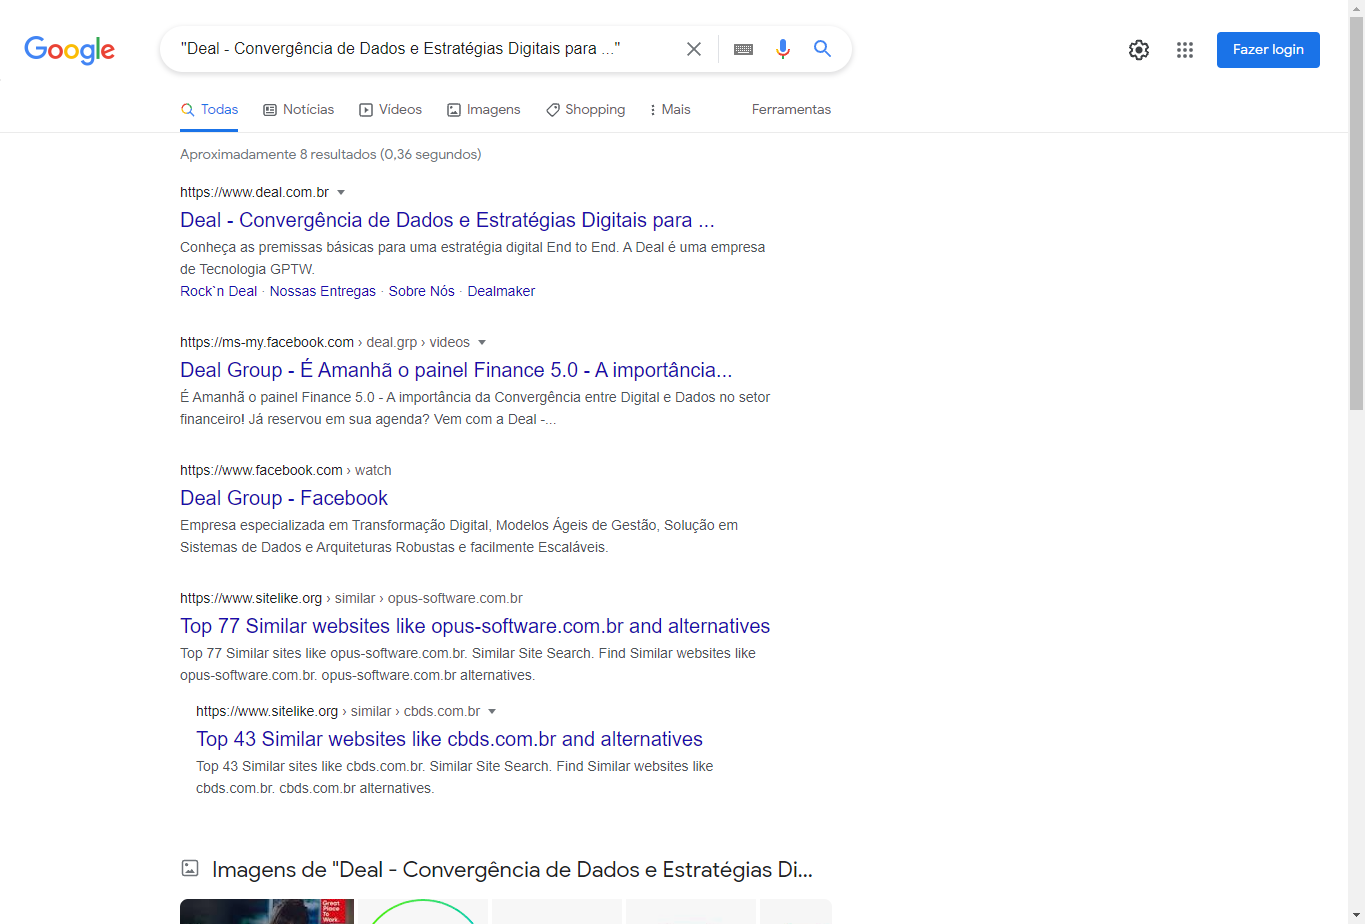 Google
"Deal - Convergência de Dados e Estratégias Digitais para ..."
Fazer login
Todas
Notícias
Vídeos
Imagens
Shopping
Mais
Ferramentas
Aproximadamente 8 resultados (0,36 segundos)
https://www.deal.com.br
Deal - Convergência de Dados e Estratégias Digitais para ...
Conheça as premissas básicas para uma estratégia digital End to End. A Deal é uma empresa
de Tecnologia GPTW.
Rock`n Deal · Nossas Entregas · Sobre Nós · Dealmaker
https://ms-my.facebook.com › deal.grp › videos
Deal Group - É Amanhã o painel Finance 5.0 - A importância...
É Amanhã o painel Finance 5.0 - A importância da Convergência entre Digital e Dados no setor
financeiro! Já reservou em sua agenda? Vem com a Deal -...
https://www.facebook.com › watch
Deal Group - Facebook
Empresa especializada em Transformação Digital, Modelos Ágeis de Gestão, Solução em
Sistemas de Dados e Arquiteturas Robustas e facilmente Escaláveis.
https://www.sitelike.org › similar › opus-software.com.br
Top 77 Similar websites like opus-software.com.br and alternatives
Top 77 Similar sites like opus-software.com.br. Similar Site Search. Find Similar websites like
opus-software.com.br. opus-software.com.br alternatives.
https://www.sitelike.org › similar › cbds.com.br
Top 43 Similar websites like cbds.com.br and alternatives
Top 43 Similar sites like cbds.com.br. Similar Site Search. Find Similar websites like
cbds.com.br. cbds.com.br alternatives.
Imagens de "Deal - Convergência de Dados e Estratégias Di...
Great
Place
To
Work.